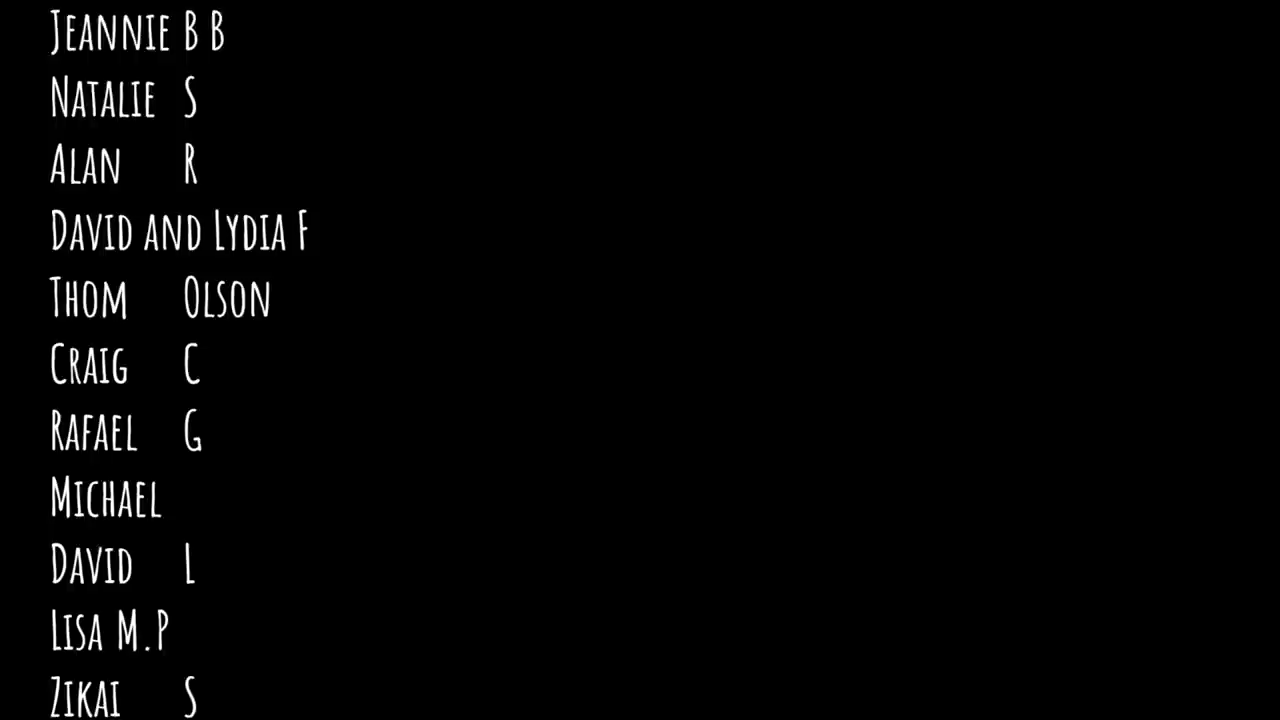 Jeannie B B
Natalie S
Alan R
David and Lydia F
Thom Olson
Craig C
Rafael G
Michael
David L
Lisa M.P
Zikai S